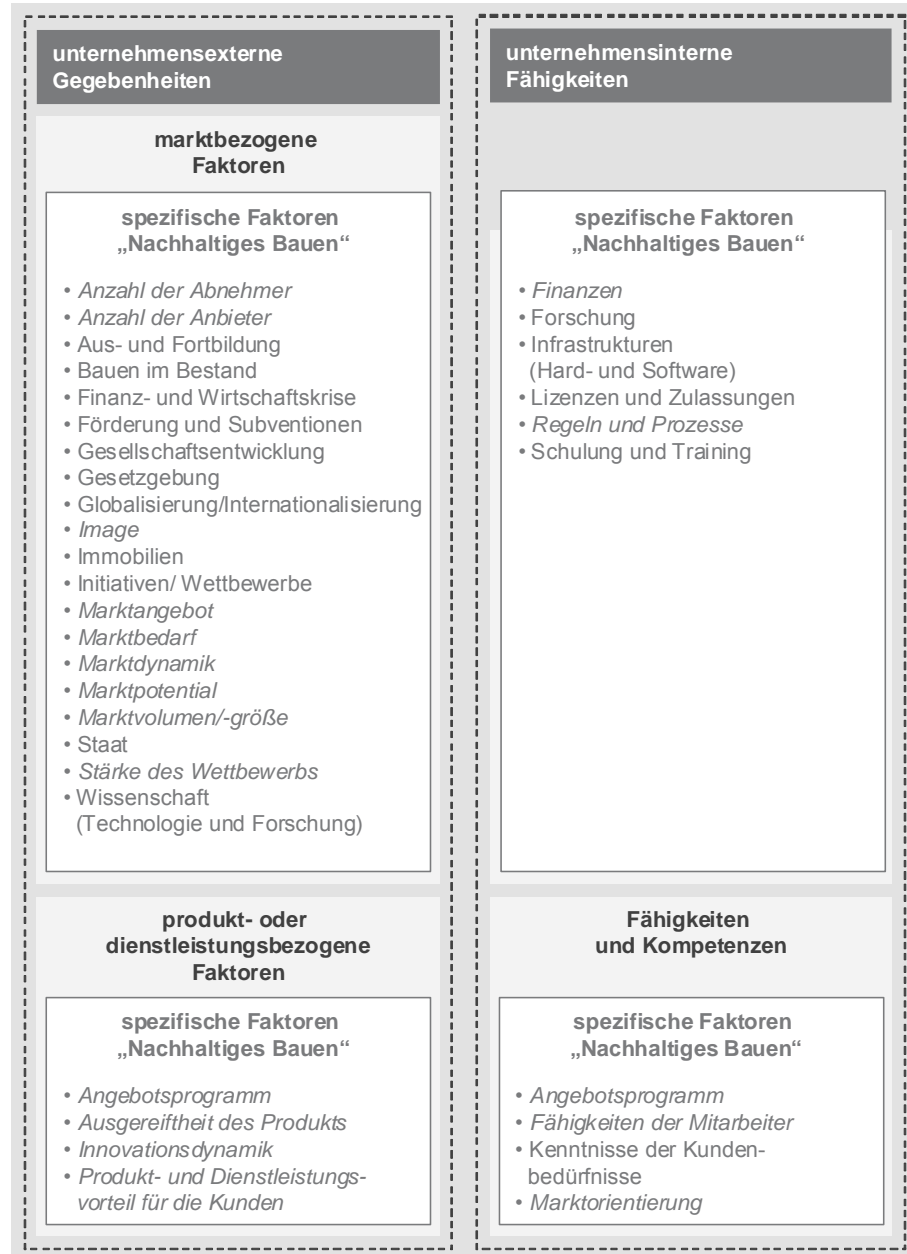 unternehmensexterne
Gegebenheiten
marktbezogene
Faktoren
spezifische Faktoren
„Nachhaltiges Bauen“
• Anzahl der Abnehmer
• Anzahl der Anbieter
• Aus- und Fortbildung
• Bauen im Bestand
• Finanz- und Wirtschaftskrise
• Förderung und Subventionen
• Gesellschaftsentwicklung
• Gesetzgebung
• Globalisierung/Internationalisierung
• Image
• Immobilien
• Initiativen/ Wettbewerbe
• Marktangebot
• Marktbedarf
• Marktdynamik
• Marktpotential
• Marktvolumen/-größe
• Staat
• Stärke des Wettbewerbs
• Wissenschaft
(Technologie und Forschung)
produkt- oder
dienstleistungsbezogene
Faktoren
spezifische Faktoren
„Nachhaltiges Bauen“
• Angebotsprogramm
• Ausgereiftheit des Produkts
• Innovationsdynamik
• Produkt- und Dienstleistungs-
vorteil für die Kunden
unternehmensinterne
Fähigkeiten
spezifische Faktoren
„Nachhaltiges Bauen“
• Finanzen
• Forschung
• Infrastrukturen
(Hard- und Software)
• Lizenzen und Zulassungen
• Regeln und Prozesse
• Schulung und Training
Fähigkeiten
und Kompetenzen
spezifische Faktoren
„Nachhaltiges Bauen“
• Angebotsprogramm
• Fähigkeiten der Mitarbeiter
• Kenntnisse der Kunden-
bedürfnisse
• Marktorientierung